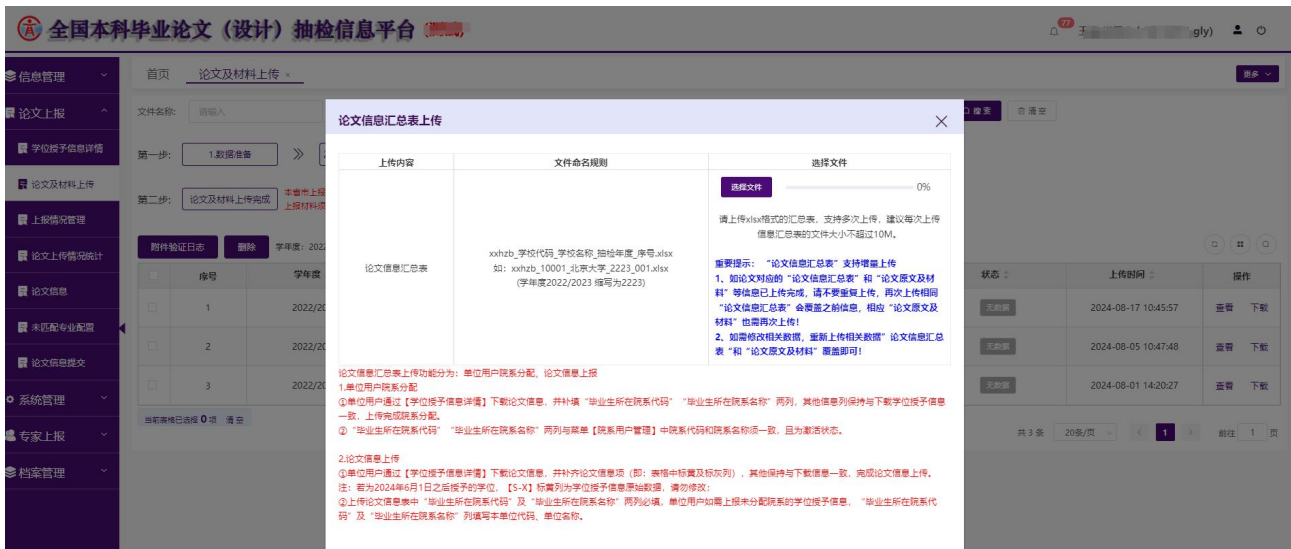 全国本科毕业论文（设计）抽检信息平台
77
gly)
信息管理
首页
论文及材料上传 ×
更多
论文上报
文件名称:
请输入
搜索
清空
学位授予信息详情
论文及材料上传
上报情况管理
论文上传情况统计
论文信息
未匹配专业配置
论文信息提交
系统管理
专家上报
档案管理
第一步:
1.数据准备
第二步:
论文及材料上传完成
本省市上报
上报材料须
附件验证日志
删除
学年度: 202
序号
学年度
状态
上传时间
操作
1
2022/20
无数据
2024-08-17 10:45:57
查看
下载
2
2022/20
无数据
2024-08-05 10:47:48
查看
下载
3
2022/20
无数据
2024-08-01 14:20:27
查看
下载
当前表格已选择 0 项 清空
共 3 条
20条/页
1
前往 1 页
论文信息汇总表上传
上传内容
文件命名规则
选择文件
论文信息汇总表
xxhzb_学校代码_学校名称_抽检年度_序号.xlsx
如: xxhzb_10001_北京大学_2223_001.xlsx
(学年度2022/2023 缩写为2223)
选择文件
0%
请上传xlsx格式的汇总表，支持多次上传，建议每次上传
信息汇总表的文件大小不超过10M。
重要提示: “论文信息汇总表”支持增量上传
1、如论文对应的“论文信息汇总表”和“论文原文及材
料”等信息已上传完成，请不要重复上传，再次上传相同
“论文信息汇总表”会覆盖之前信息，相应“论文原文及
材料”也需再次上传!
2、如需修改相关数据，重新上传相关数据”论文信息汇总
表“和“论文原文及材料”覆盖即可!
论文信息汇总表上传功能分为: 单位用户院系分配、论文信息上报
1.单位用户院系分配
①单位用户通过【学位授予信息详情】下载论文信息，并补填“毕业生所在院系代码”“毕业生所在院系名称”两列，其他信息列保持与下载学位授予信息
一致，上传完成院系分配。
②“毕业生所在院系代码”“毕业生所在院系名称”两列与菜单【院系用户管理】中院系代码和院系名称须一致，且为激活状态。
2.论文信息上传
①单位用户通过【学位授予信息详情】下载论文信息，并补齐论文信息项（即: 表格中标黄及标灰列），其他保持与下载信息一致，完成论文信息上传。
注: 若为2024年6月1日之后授予的学位，【S-X】标黄列为学位授予信息原始数据，请勿修改;
②上传论文信息表中“毕业生所在院系代码”及“毕业生所在院系名称”两列必填，单位用户如需上报未分配院系的学位授予信息，“毕业生所在院系代
码”及“毕业生所在院系名称”列填写本单位代码、单位名称。